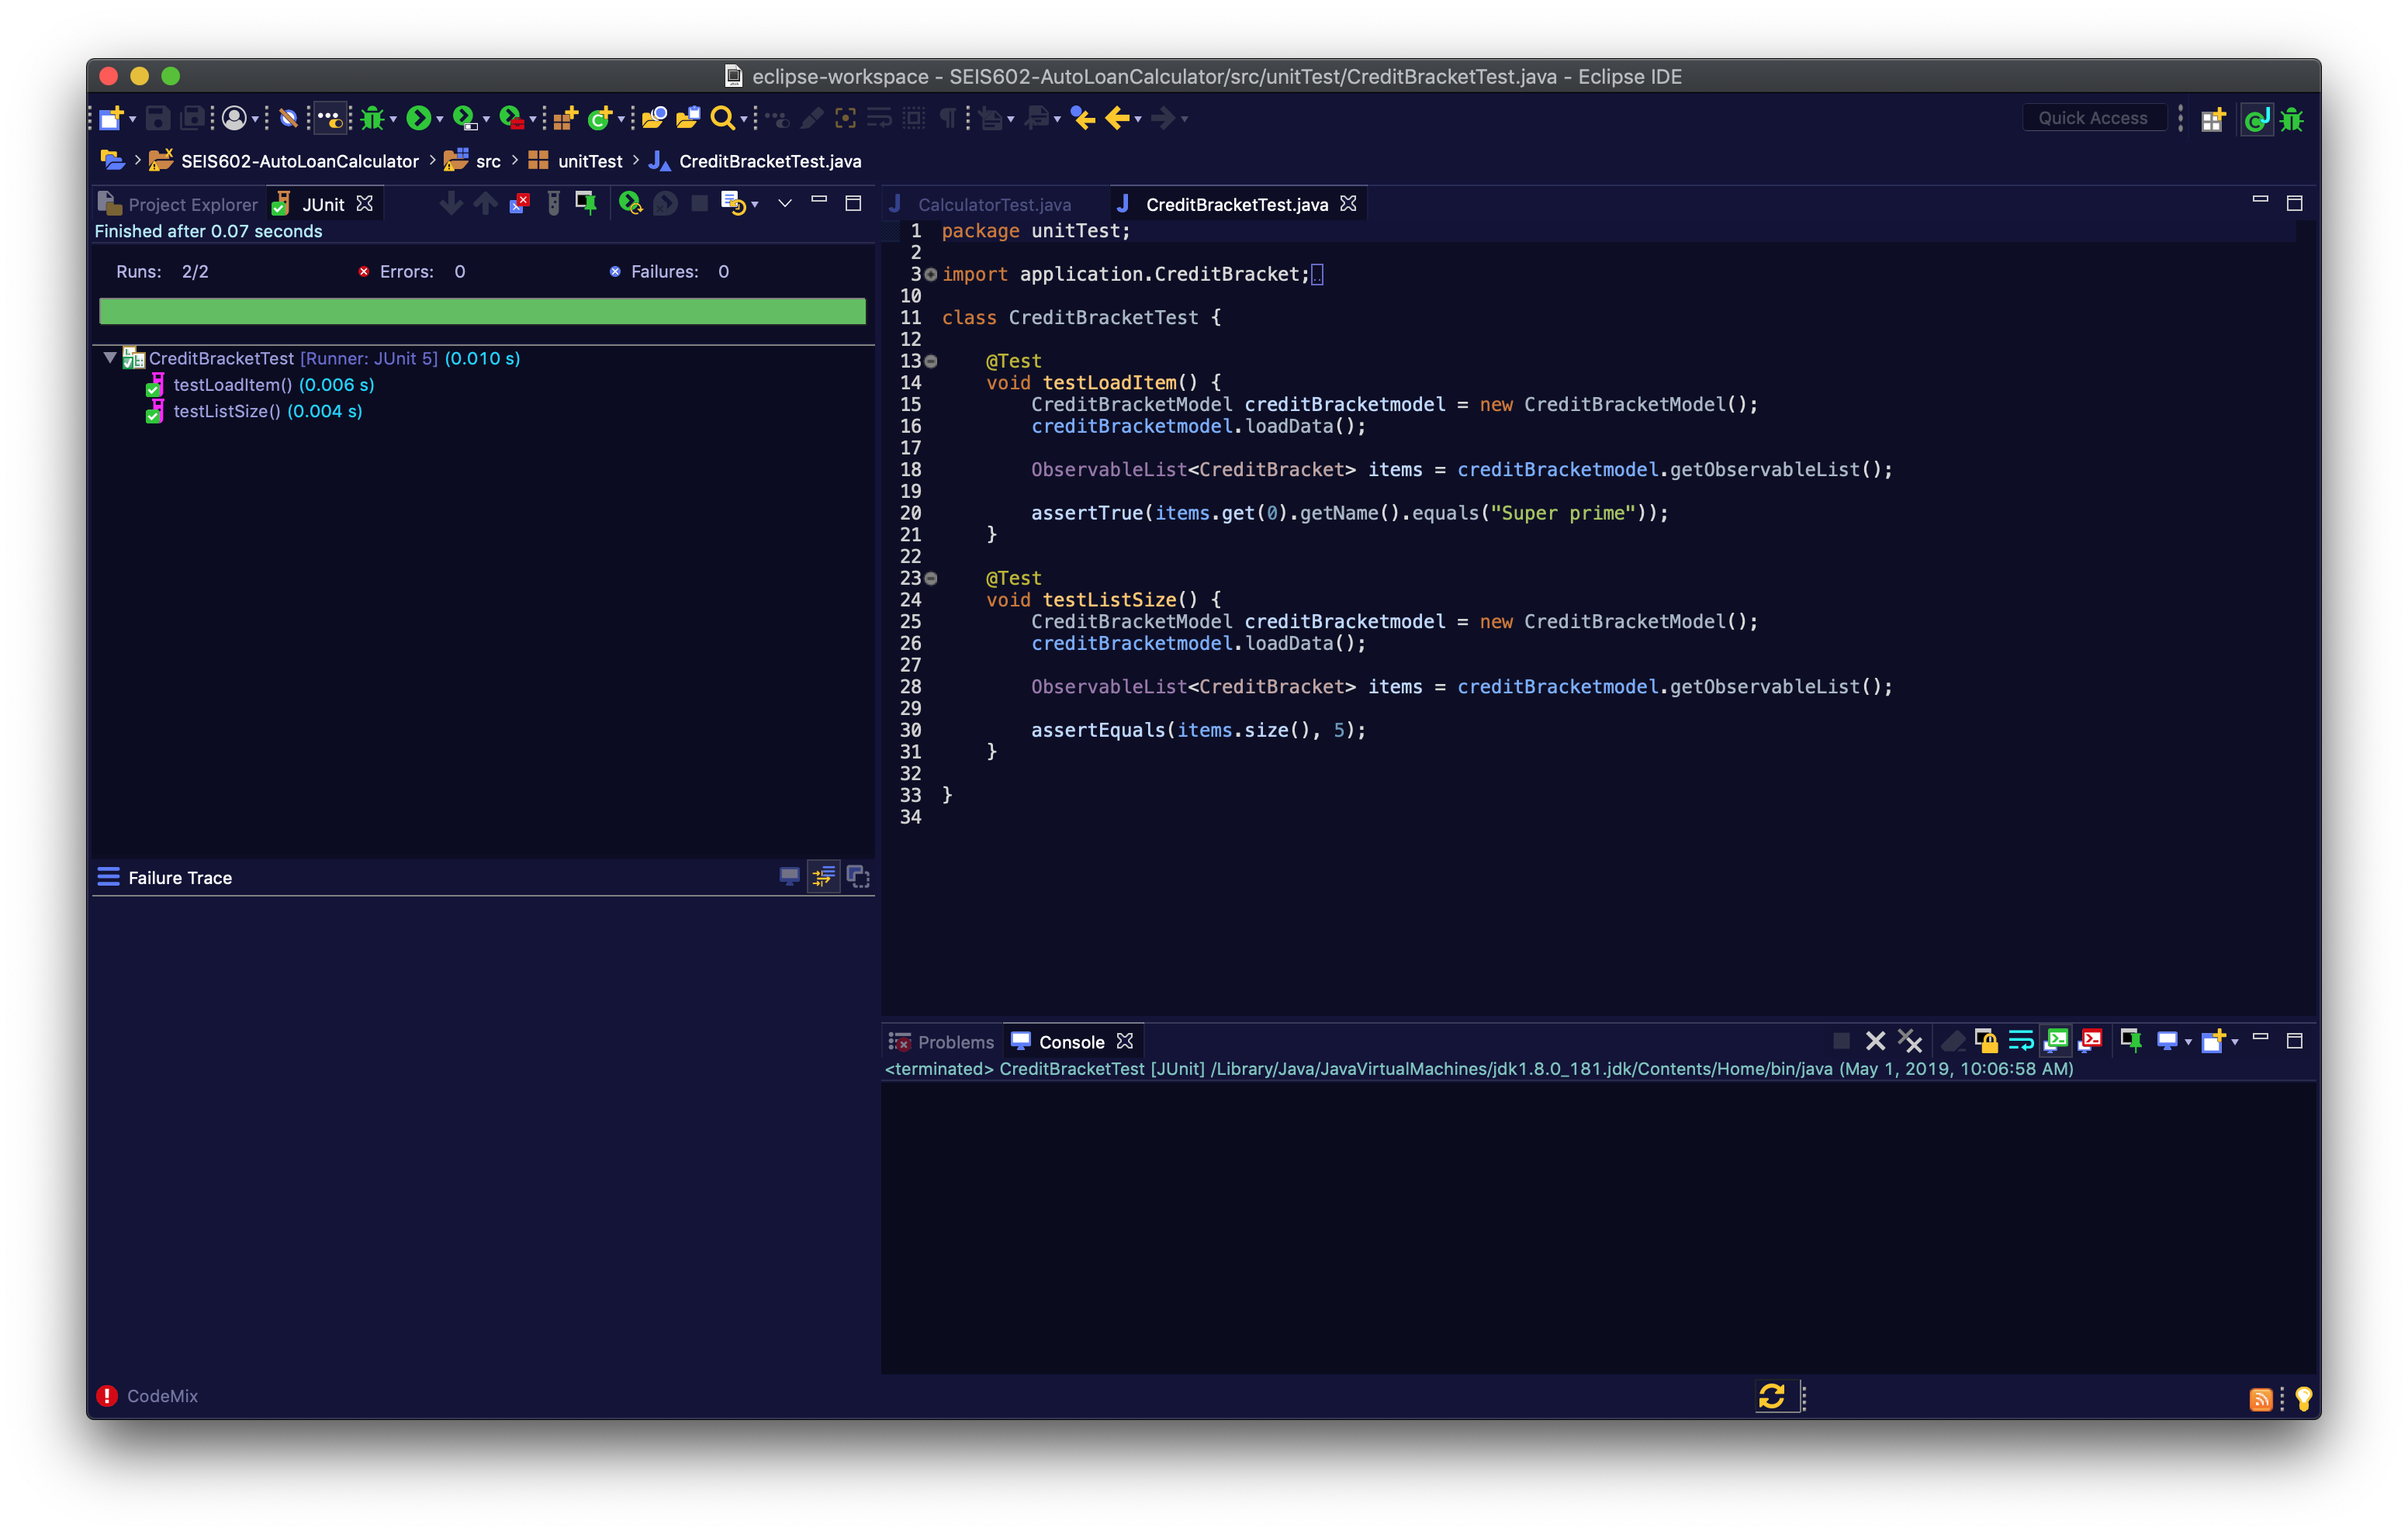 eclipse-workspace - SEIS602-AutoLoanCalculator/src/unitTest/CreditBracketTest.java - Eclipse IDE
Quick Access
SEIS602-AutoLoanCalculator > src > unitTest > CreditBracketTest.java
Project Explorer JUnit
Finished after 0.07 seconds
Runs: 2/2 Errors: 0 Failures: 0
CreditBracketTest [Runner: JUnit 5] (0.010 s)
testLoadItem() (0.006 s)
testListSize() (0.004 s)
Failure Trace
CalculatorTest.java CreditBracketTest.java
1 package unitTest;
2
3 import application.CreditBracket;
10
11 class CreditBracketTest {
12
13 @Test
14 void testLoadItem() {
15 CreditBracketModel creditBracketmodel = new CreditBracketModel();
16 creditBracketmodel.loadData();
17
18 ObservableList<CreditBracket> items = creditBracketmodel.getObservableList();
19
20 assertTrue(items.get(0).getName().equals("Super prime"));
21 }
22
23 @Test
24 void testListSize() {
25 CreditBracketModel creditBracketmodel = new CreditBracketModel();
26 creditBracketmodel.loadData();
27
28 ObservableList<CreditBracket> items = creditBracketmodel.getObservableList();
29
30 assertEquals(items.size(), 5);
31 }
32
33 }
34
Problems Console
<terminated> CreditBracketTest [JUnit] /Library/Java/JavaVirtualMachines/jdk1.8.0_181.jdk/Contents/Home/bin/java (May 1, 2019, 10:06:58 AM)
CodeMix